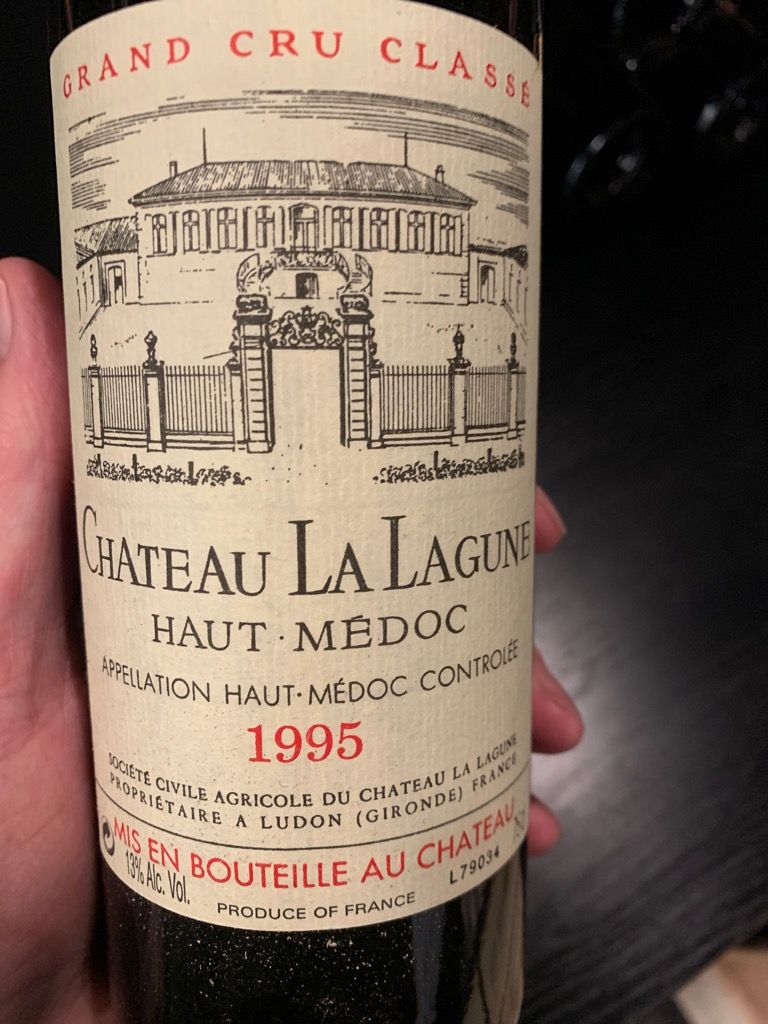 GRAND CRU CLASSÉ
CHATEAU LA LAGUNE
HAUT · MÉDOC
APPELLATION HAUT·MÉDOC CONTROLÉE
1995
SOCIÉTÉ CIVILE AGRICOLE DU CHATEAU LA LAGUNE
PROPRIÉTAIRE A LUDON (GIRONDE) FRANCE
MIS EN BOUTEILLE AU CHATEAU
13% Alc. Vol.
L79034
PRODUCE OF FRANCE